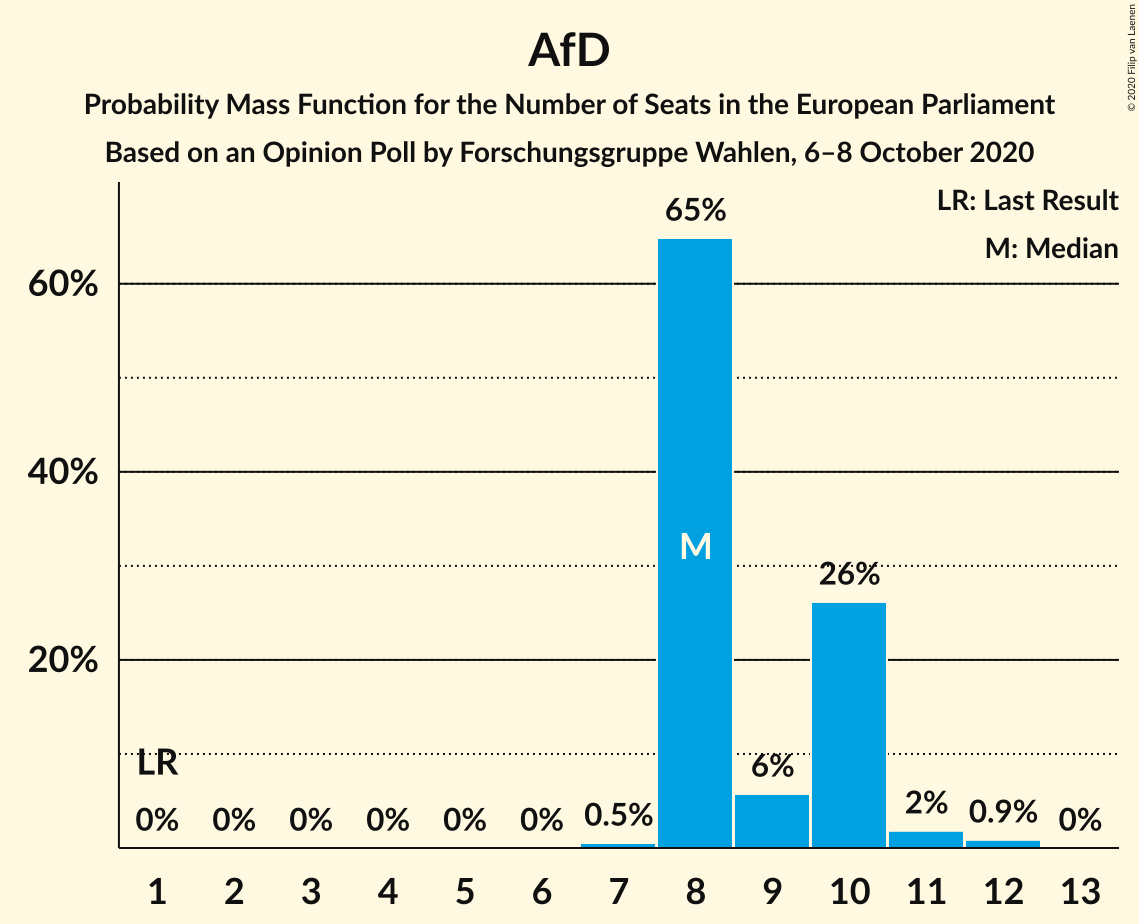 AfD
Probability Mass Function for the Number of Seats in the European Parliament
Based on an Opinion Poll by Forschungsgruppe Wahlen, 6–8 October 2020
© 2020 Filip van Laenen
LR: Last Result
M: Median
60%
40%
20%
65%
M
26%
LR
6%
0% 0% 0% 0% 0% 0% 0.5% 2% 0.9% 0%
1 2 3 4 5 6 7 8 9 10 11 12 13